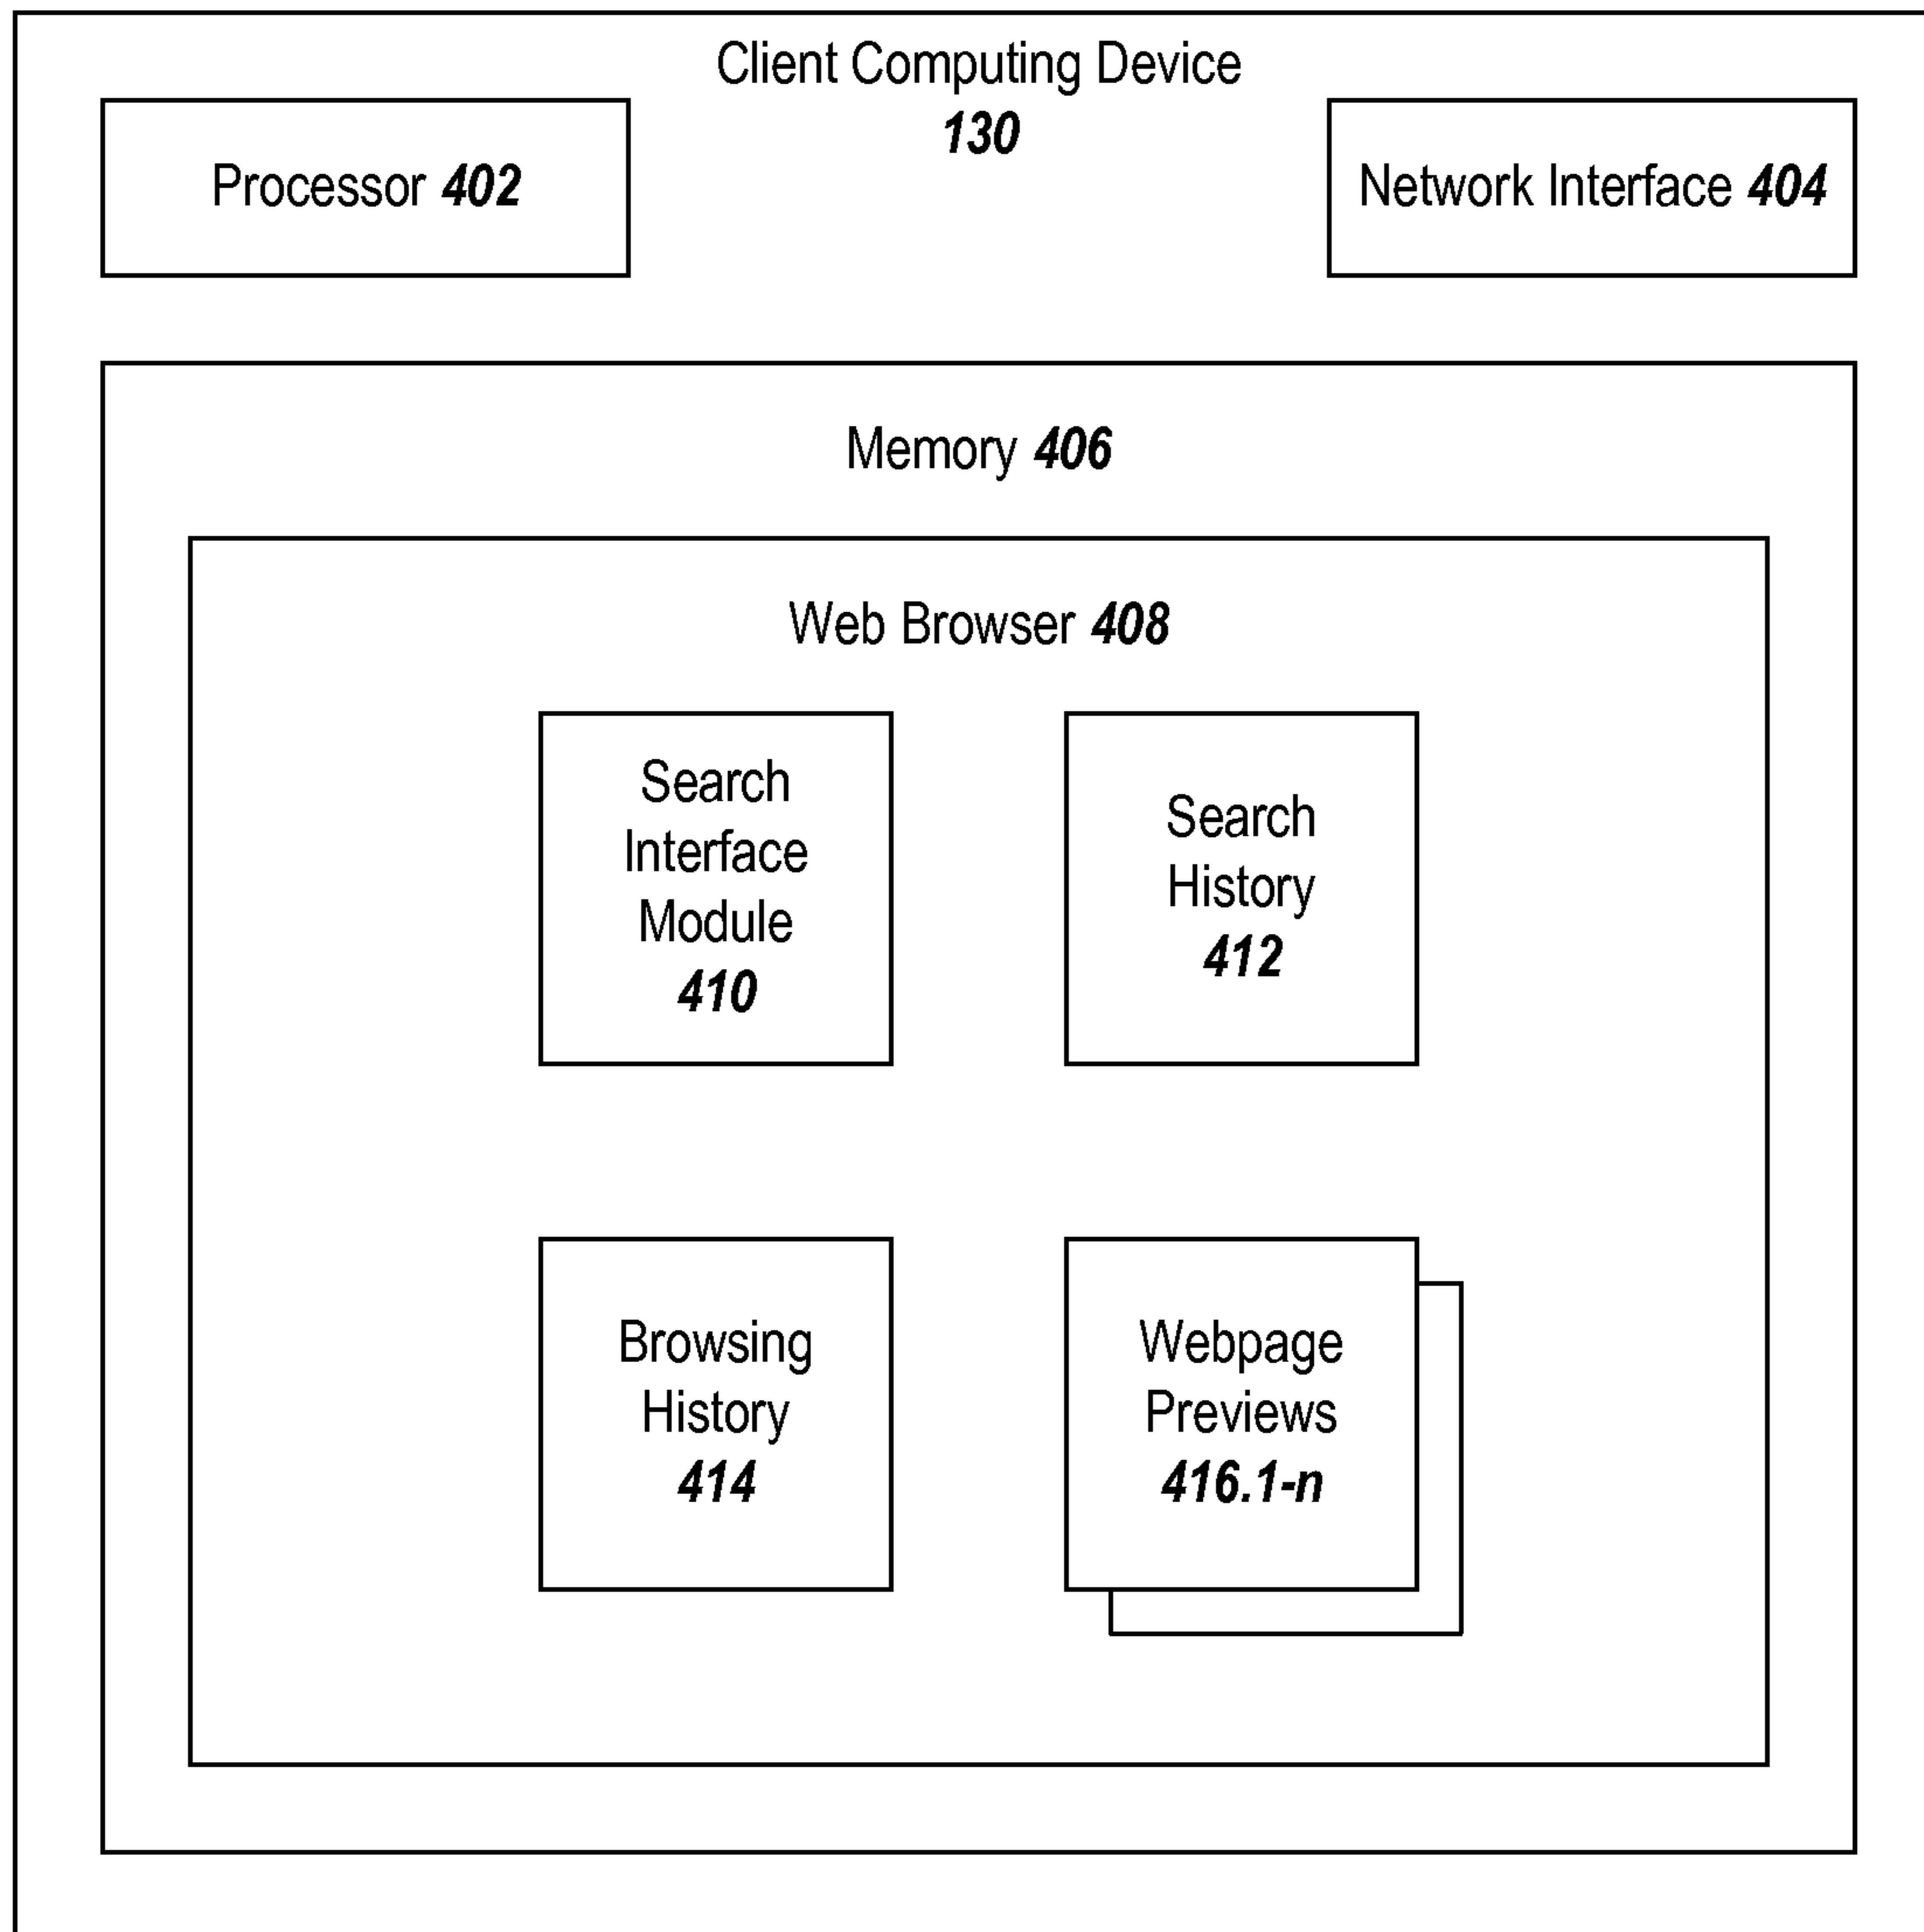 Client Computing Device
130
Processor 402
Network Interface 404
Memory 406
Web Browser 408
Search
Interface
Module
410
Search
History
412
Browsing
History
414
Webpage
Previews
416.1-n